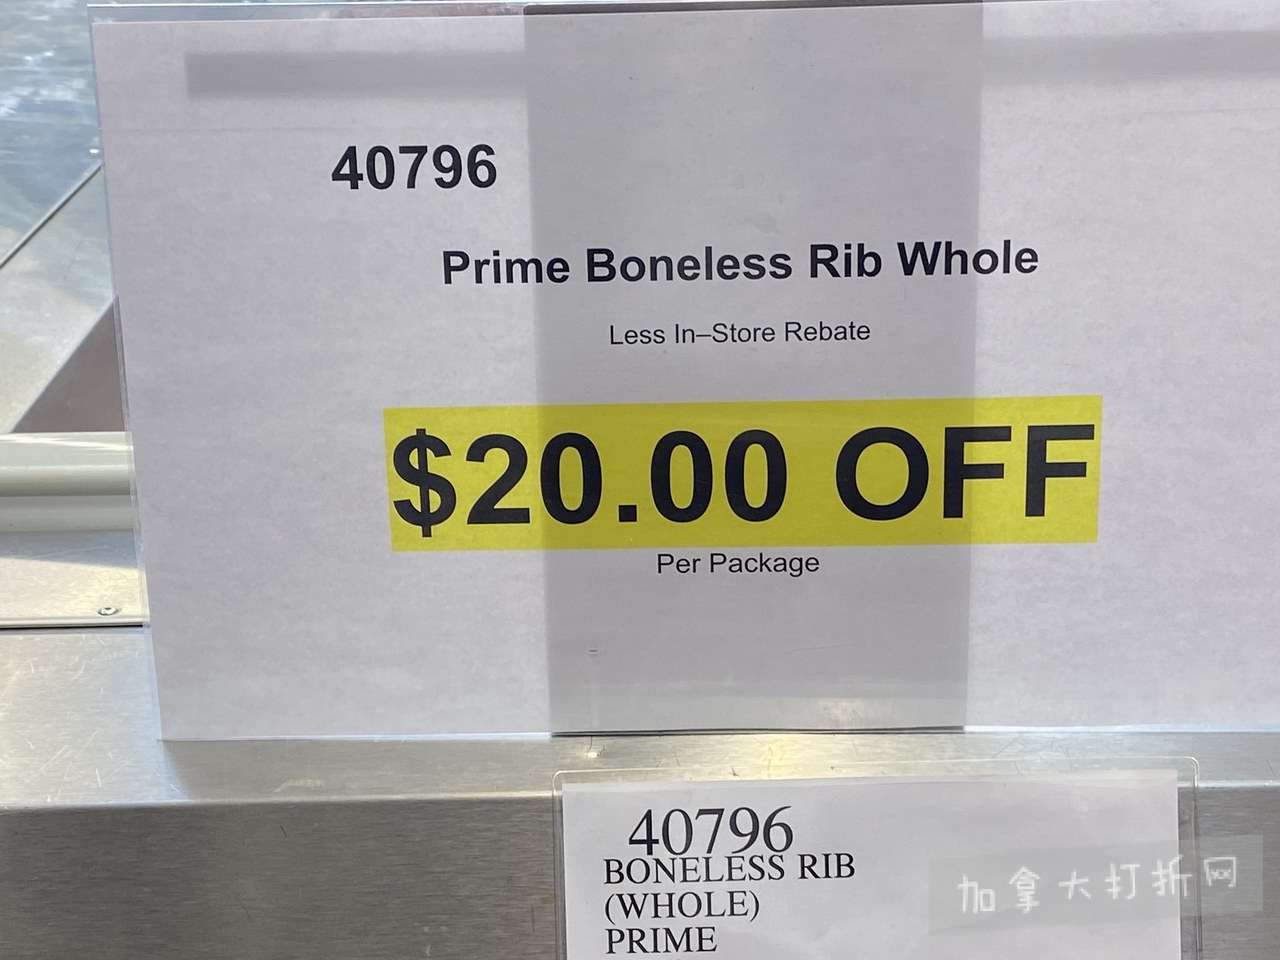 40796
Prime Boneless Rib Whole
Less In–Store Rebate
$20.00 OFF
Per Package
40796
BONELESS RIB
(WHOLE)
PRIME
加拿大打折网